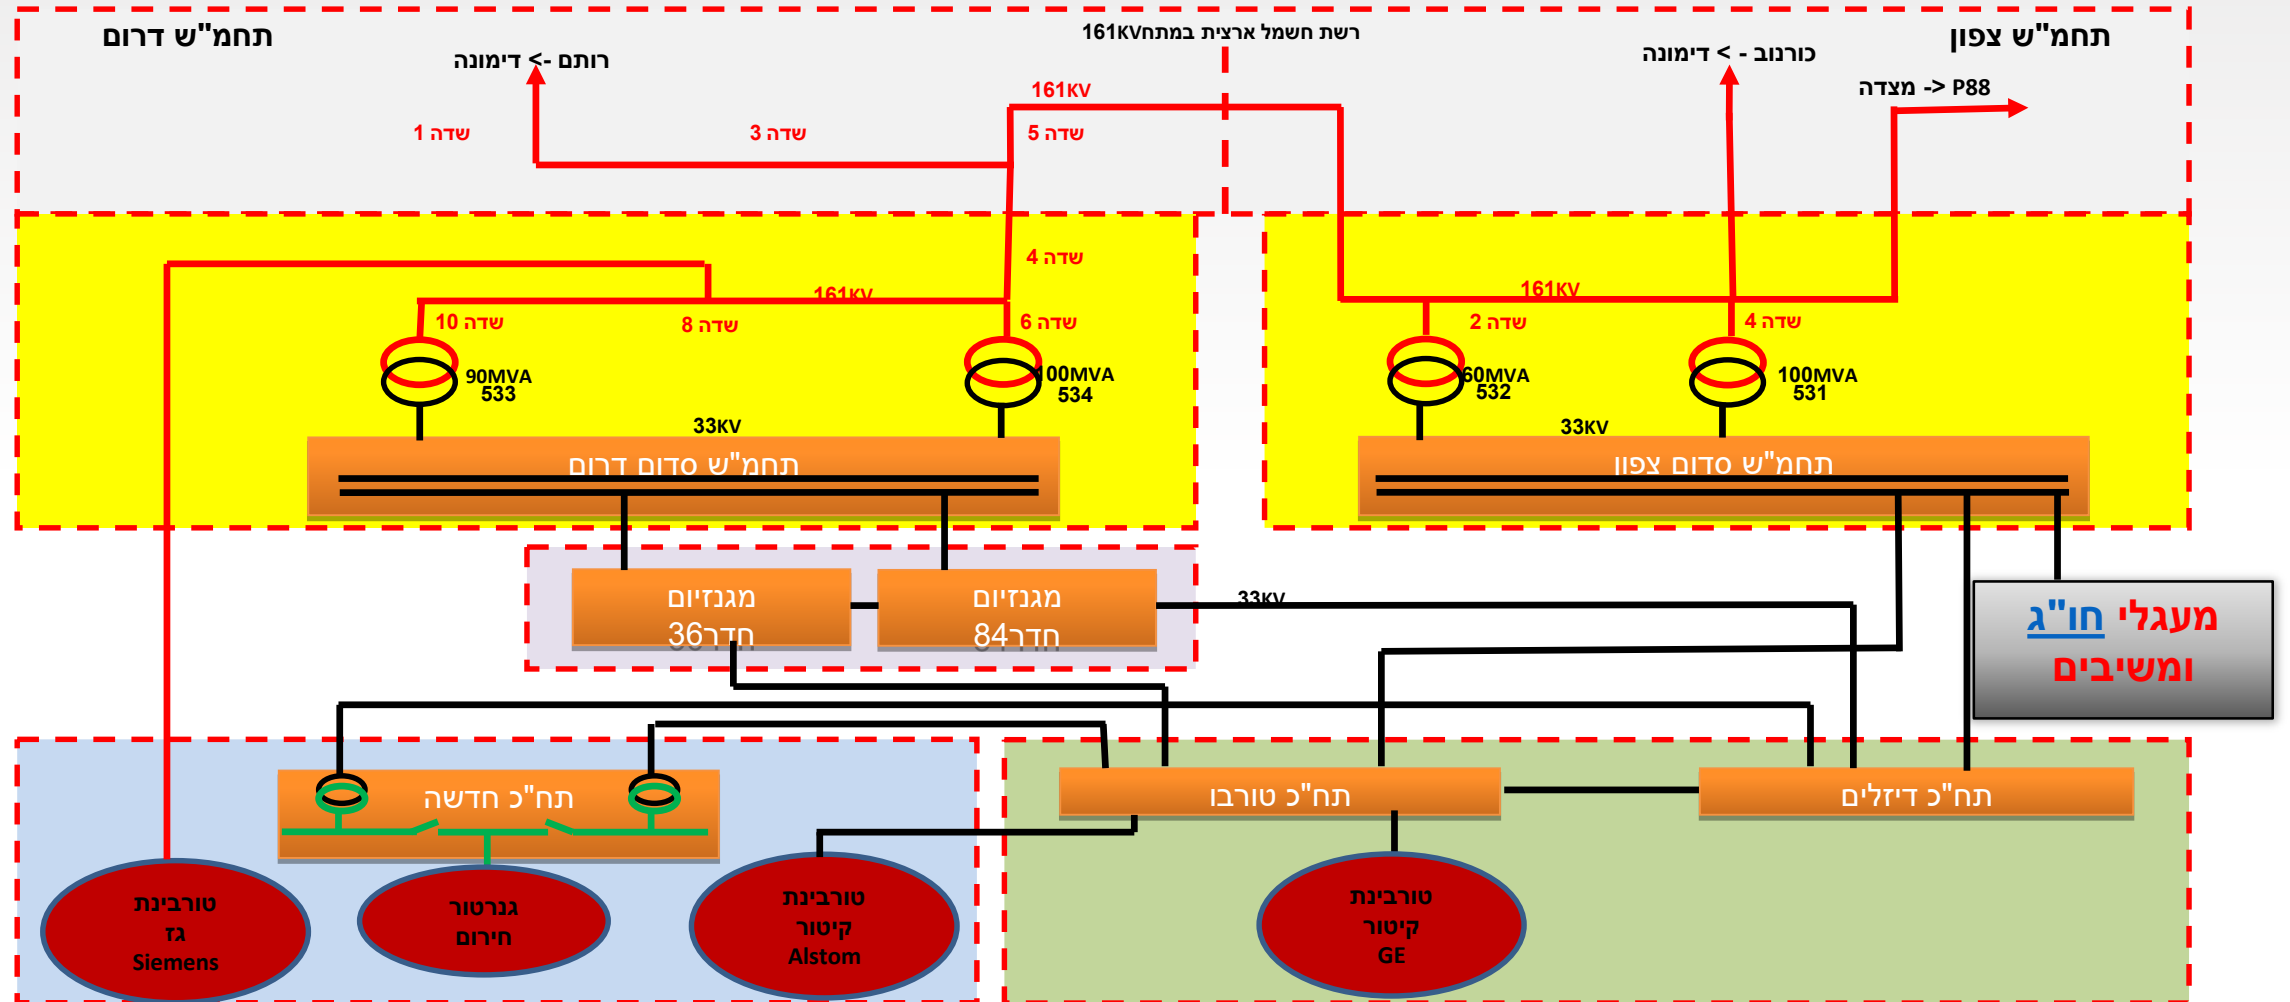 תחמ"ש צפון
רשת חשמל ארצית במתח161KV
תחמ"ש דרום
כורנוב - > דימונה
רותם -> דימונה
P88 -> מצדה
161KV
שדה 5
שדה 3
שדה 1
שדה 4
161KV
161KV
שדה 4
שדה 2
שדה 6
שדה 8
שדה 10
100MVA
531
60MVA
532
100MVA
534
90MVA
533
33KV
33KV
תחמ"ש סדום צפון
תחמ"ש סדום דרום
33KV
מגנזיום
חדר84
מגנזיום
חדר36
מעגלי חו"ג
ומשיבים
תח"כ דיזלים
תח"כ טורבו
תח"כ חדשה
טורבינת
קיטור
GE
טורבינת
קיטור
Alstom
גנרטור
חירום
טורבינת
גז
Siemens